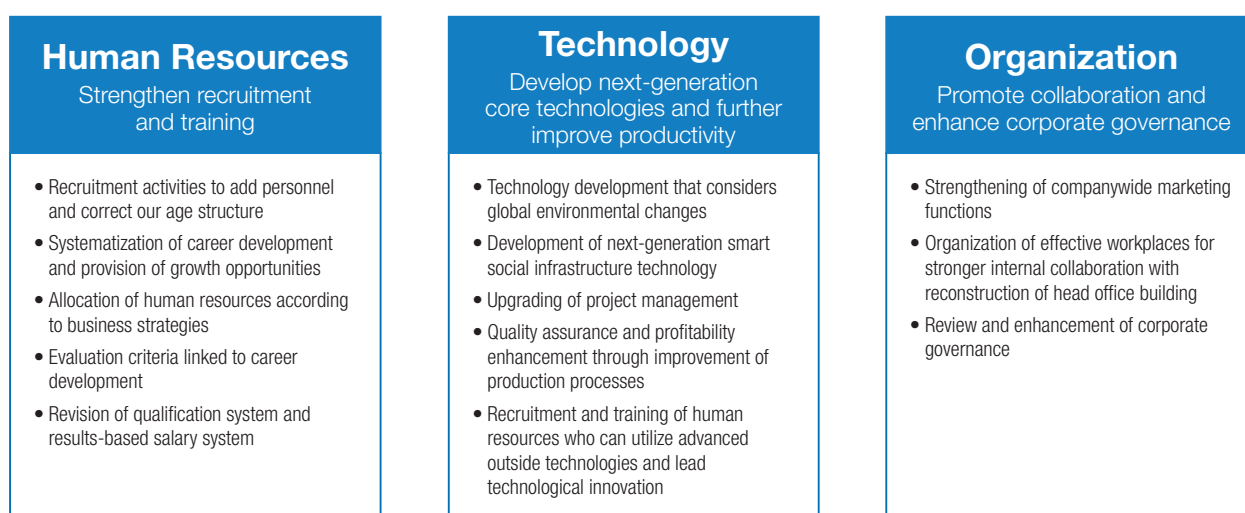 Human Resources
Strengthen recruitment
and training
• Recruitment activities to add personnel
and correct our age structure
• Systematization of career development
and provision of growth opportunities
• Allocation of human resources according
to business strategies
• Evaluation criteria linked to career
development
• Revision of qualification system and
results-based salary system
Technology
Develop next-generation
core technologies and further
improve productivity
• Technology development that considers
global environmental changes
• Development of next-generation smart
social infrastructure technology
• Upgrading of project management
• Quality assurance and profitability
enhancement through improvement of
production processes
• Recruitment and training of human
resources who can utilize advanced
outside technologies and lead
technological innovation
Organization
Promote collaboration and
enhance corporate governance
• Strengthening of companywide marketing
functions
• Organization of effective workplaces for
stronger internal collaboration with
reconstruction of head office building
• Review and enhancement of corporate
governance